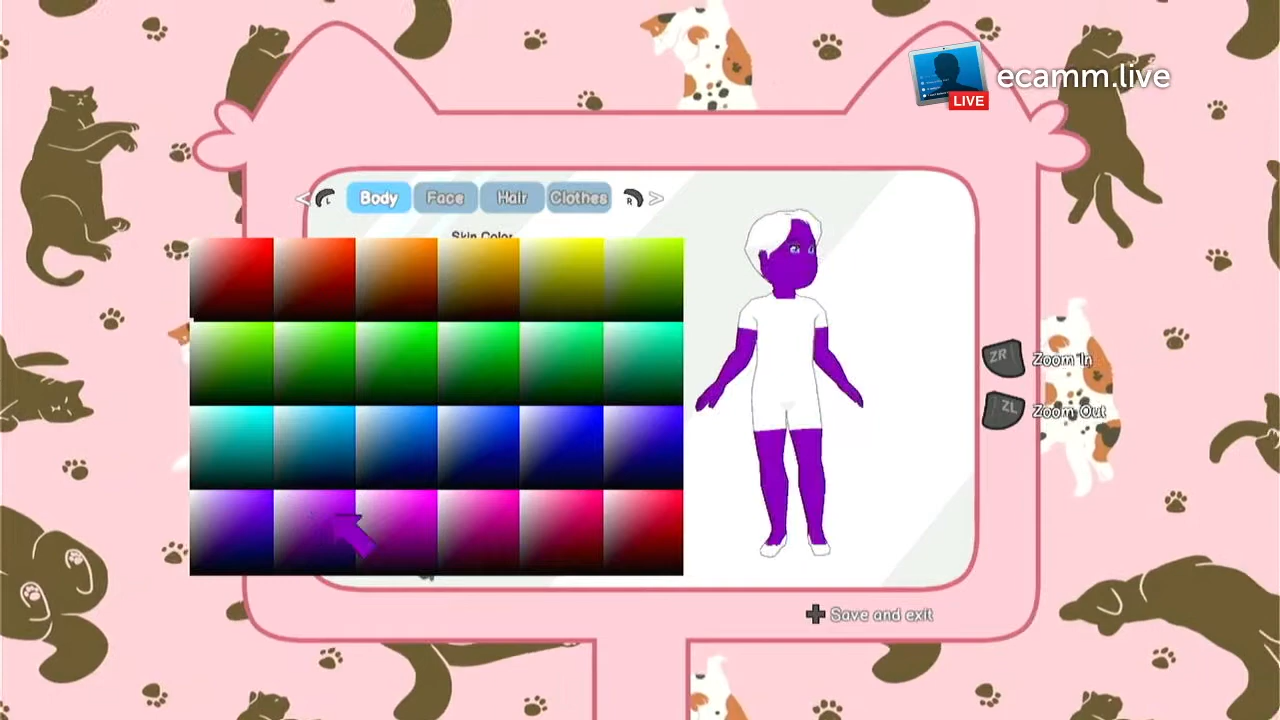 ecamm.live
LIVE
< L Body Face Hair Clothes R >
Skin Color
ZR Zoom In
ZL Zoom Out
Save and exit